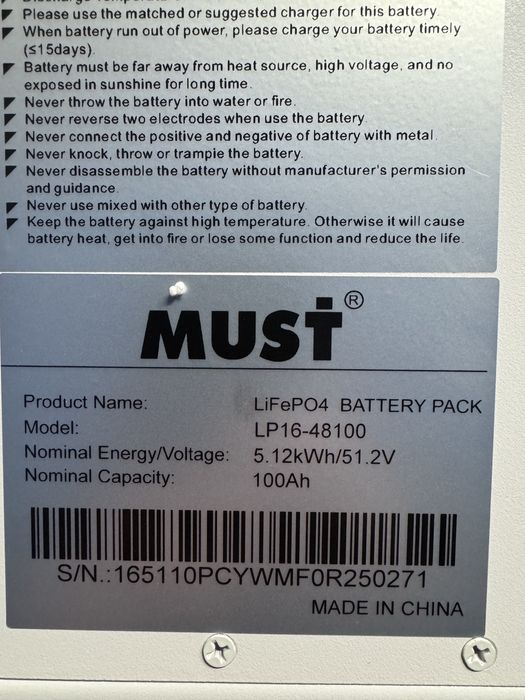 Please use the matched or suggested charger for this battery.
When battery run out of power, please charge your battery timely
(≤15days).
Battery must be far away from heat source, high voltage, and no
exposed in sunshine for long time.
Never throw the battery into water or fire.
Never reverse two electrodes when use the battery.
Never connect the positive and negative of battery with metal.
Never knock, throw or trampie the battery.
Never disassemble the battery without manufacturer's permission
and guidance.
Never use mixed with other type of battery.
Keep the battery against high temperature. Otherwise it will cause
battery heat, get into fire or lose some function and reduce the life.
MUST®
Product Name: LiFePO4 BATTERY PACK
Model: LP16-48100
Nominal Energy/Voltage: 5.12kWh/51.2V
Nominal Capacity: 100Ah
S/N.:165110PCYWMF0R250271
MADE IN CHINA